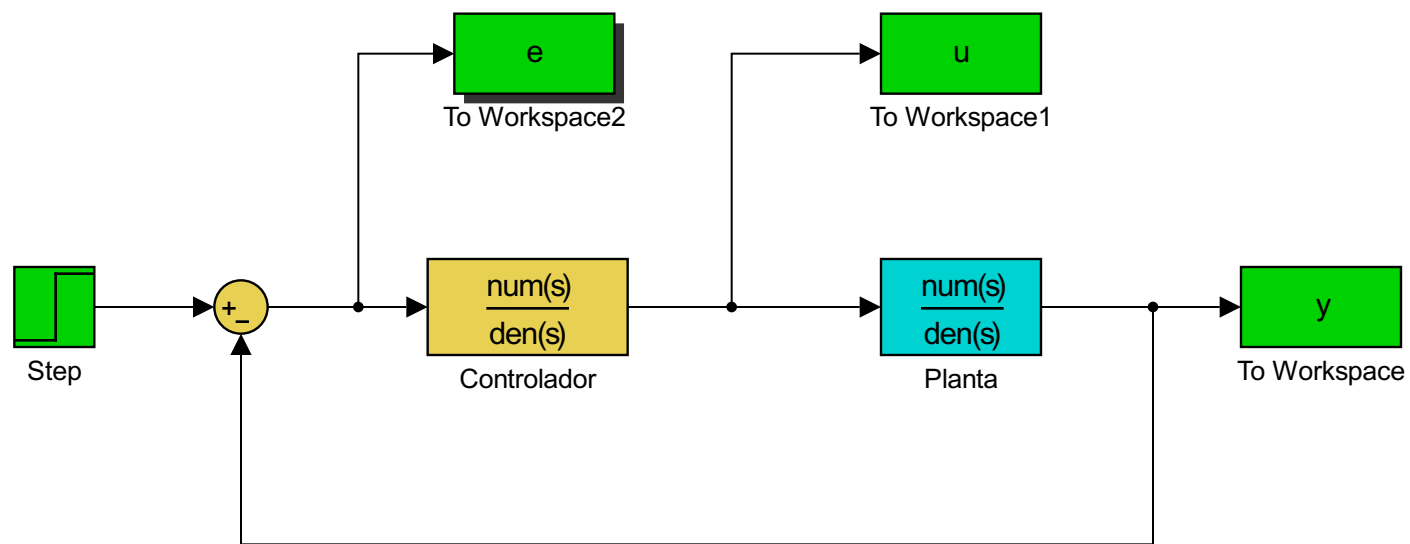 e
To Workspace2
u
To Workspace1
Step
+
−
num(s)
den(s)
Controlador
num(s)
den(s)
Planta
y
To Workspace